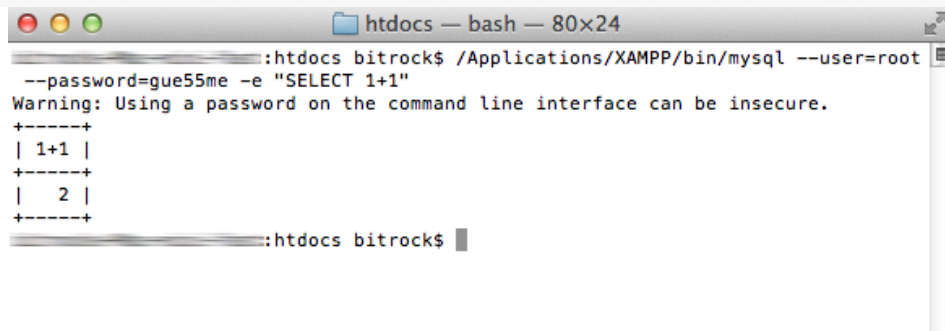 htdocs — bash — 80×24
:htdocs bitrock$ /Applications/XAMPP/bin/mysql --user=root
 --password=gue55me -e "SELECT 1+1"
Warning: Using a password on the command line interface can be insecure.
+-----+
| 1+1 |
+-----+
|   2 |
+-----+
:htdocs bitrock$